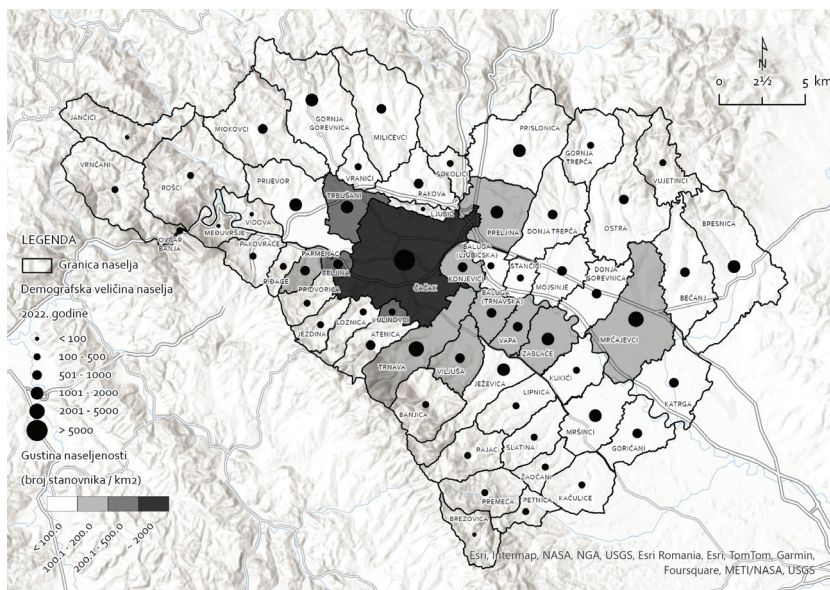 N
0 2½ 5 km
JANČIĆI
MIOKOVCI
GORNJA
GOREVNICA
MILIĆEVCI
PRISLONICA
GORNJA
TREPČA
VUJETINCI
VRNČANI
ROŠCI
PRIJEVOR
VRANIĆI
SOKOLIĆI
RAKOVA
TRBUŠANI
LJUBIĆ
PRELJINA
DONJA TREPČA
OSTRA
BRESNICA
VIDOVA
MEĐUVRŠJE
OVČAR
BANJA
PAKOVRAĆE
RIĐAGE
PARMENAC
BELJINA
PRIDVORICA
ČAČAK
BALUGA
(LJUBIĆSKA)
KONJEVIĆI
STANČIĆI
MOJSINJE
DONJA
GOREVNICA
BEČANJ
JEZDINA
LOZNICA
KULINOVCI
ATENICA
BALUGA
(TRNAVSKA)
VAPA
ZABLAĆE
MRČAJEVCI
TRNAVA
VILJUŠA
JEŽEVICA
KUKIĆI
LIPNICA
KATRGA
BANJICA
MRŠINCI
GORIČANI
RAJAC
SLATINA
ŽAOČANI
PREMEĆA
PETNICA
KAČULICE
BREZOVICA
LEGENDA
Granica naselja
Demografska veličina naselja
2022. godine
< 100
100 - 500
501 - 1000
1001 - 2000
2001 - 5000
> 5000
Gustina naseljenosti
(broj stanovnika / km2)
<100.0
100.1 - 200.0
200.1 - 500.0
~ 2000
Esri, Intermap, NASA, NGA, USGS, Esri Romania, Esri, TomTom, Garmin,
Foursquare, METI/NASA, USGS